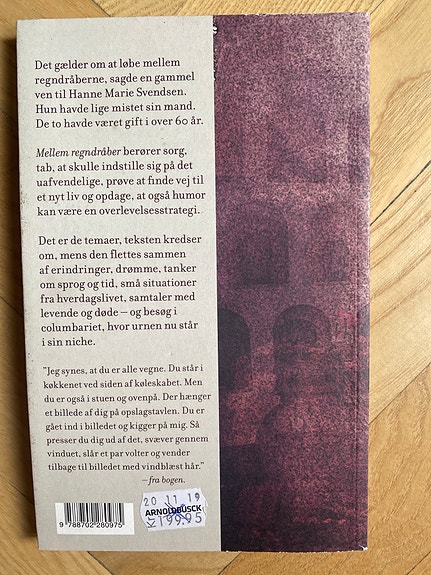 Det gælder om at løbe mellem
regndråberne, sagde en gammel
ven til Hanne Marie Svendsen.
Hun havde lige mistet sin mand.
De to havde været gift i over 60 år.
Mellem regndråber berører sorg,
tab, at skulle indstille sig på det
uafvendelige, prøve at finde vej til
et nyt liv og opdage, at også humor
kan være en overlevelsesstrategi.
Det er de temaer, teksten kredser
om, mens den flettes sammen
af erindringer, drømme, tanker
om sprog og tid, små situationer
fra hverdagslivet, samtaler med
levende og døde – og besøg i
columbariet, hvor urnen nu står
i sin niche.
"Jeg synes, at du er alle vegne. Du står i
køkkenet ved siden af køleskabet. Men
du er også i stuen og ovenpå. Der hænger
et billede af dig på opslagstavlen. Du er
gået ind i billedet og kigger på mig. Så
presser du dig ud af det, svæver gennem
vinduet, slår et par volter og vender
tilbage til billedet med vindblæst hår."
– fra bogen.
20 11 19
ARNOLDBUSCK
199.95
9 788702 280975